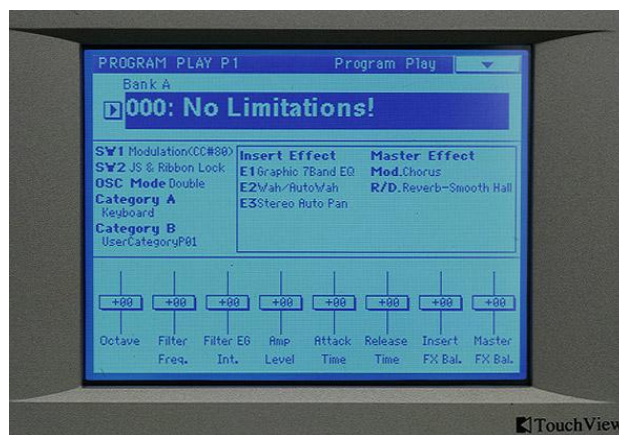 PROGRAM PLAY P1 Program Play
Bank A
000: No Limitations!
SW1 Modulation(CC#80)
SW2 JS & Ribbon Lock
OSC Mode Double
Category A
Keyboard
Category B
UserCategoryP01
Insert Effect
E1 Graphic 7Band EQ
E2 Wah/AutoWah
E3 Stereo Auto Pan
Master Effect
Mod. Chorus
R/D. Reverb-Smooth Hall
+00 +00 +00 +00 +00 +00 +00 +00
Octave Filter Filter EG Amp Attack Release Insert Master
Freq. Int. Level Time Time FX Bal. FX Bal.
TouchView